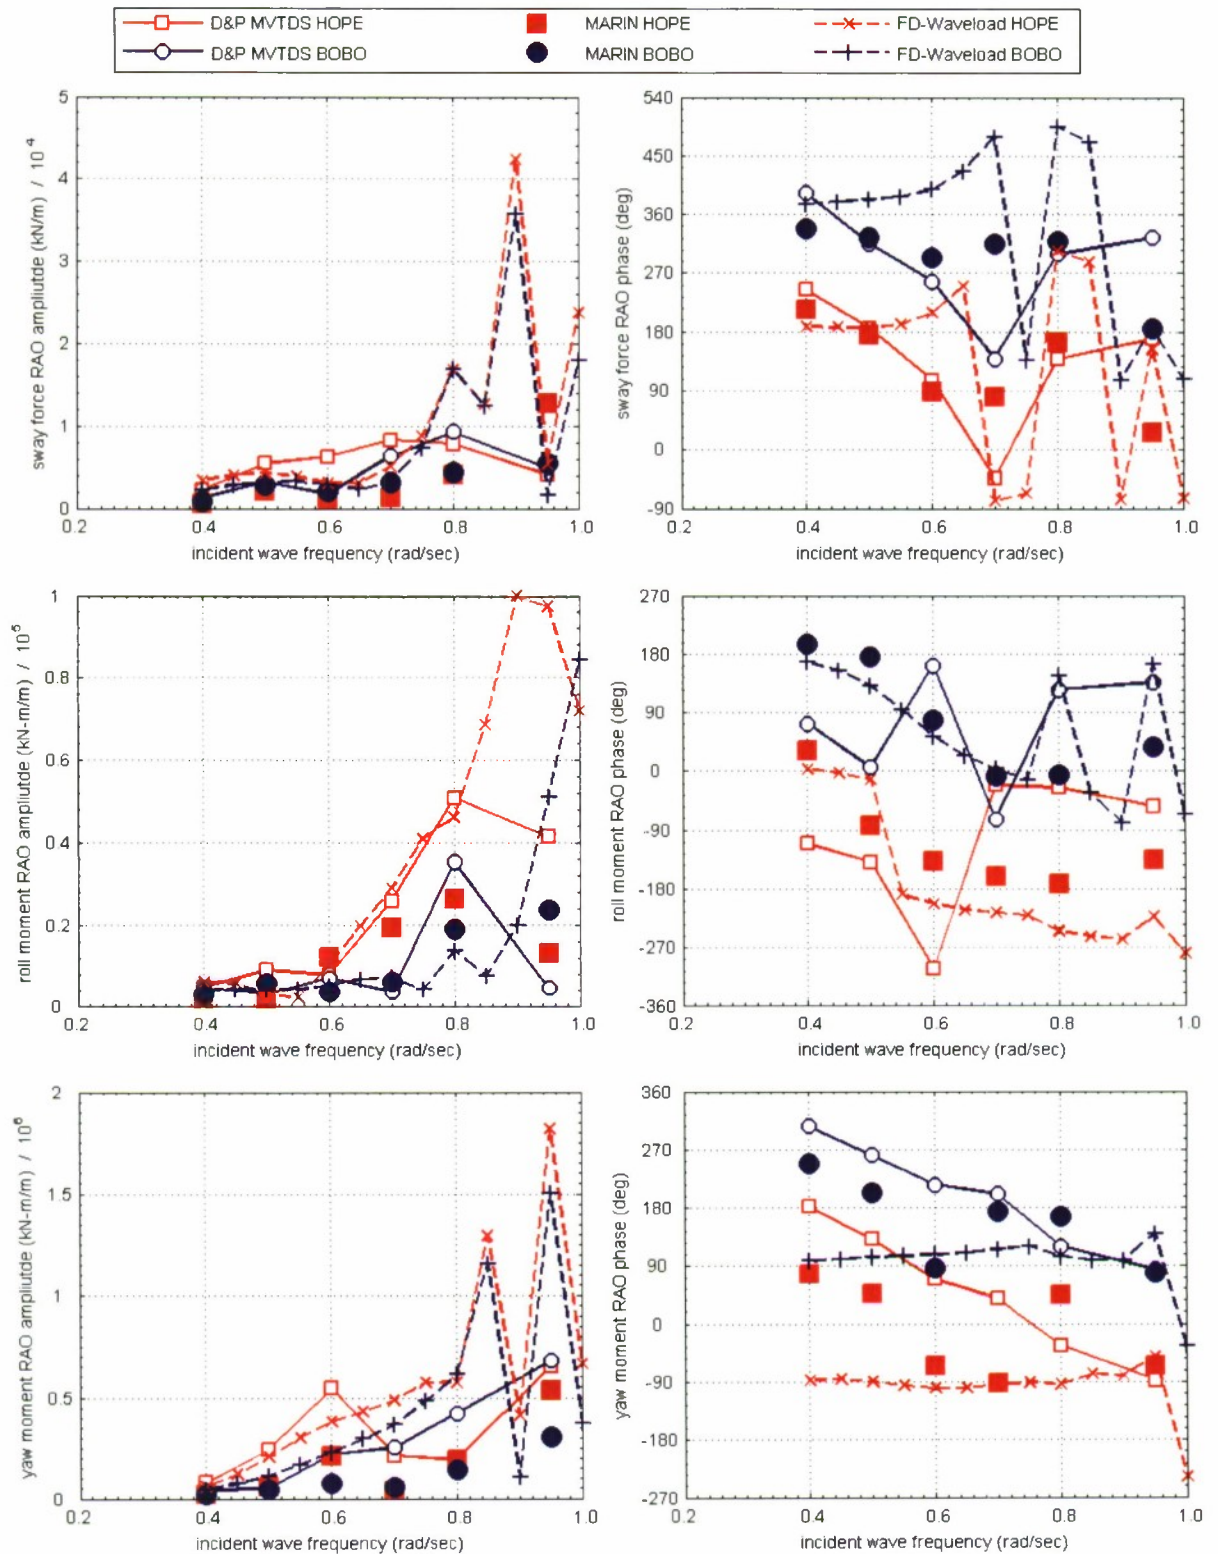 D&P MVTDS HOPE MARIN HOPE FD-Waveload HOPE
D&P MVTDS BOBO MARIN BOBO FD-Waveload BOBO
sway force RAO ampliutde (kN/m) / 10^4
5
4
3
2
1
0
0.2 0.4 0.6 0.8 1.0
incident wave frequency (rad/sec)
sway force RAO phase (deg)
540
450
360
270
180
90
0
-90
0.2 0.4 0.6 0.8 1.0
incident wave frequency (rad/sec)
roll moment RAO ampliutde (kN-m/m) / 10^5
1
0.8
0.6
0.4
0.2
0
0.2 0.4 0.6 0.8 1.0
incident wave frequency (rad/sec)
roll moment RAO phase (deg)
270
180
90
0
-90
-180
-270
-360
0.2 0.4 0.6 0.8 1.0
incident wave frequency (rad/sec)
yaw moment RAO ampliutde (kN-m/m) / 10^6
2
1.5
1
0.5
0
0.2 0.4 0.6 0.8 1.0
incident wave frequency (rad/sec)
yaw moment RAO phase (deg)
360
270
180
90
0
-90
-180
-270
0.2 0.4 0.6 0.8 1.0
incident wave frequency (rad/sec)